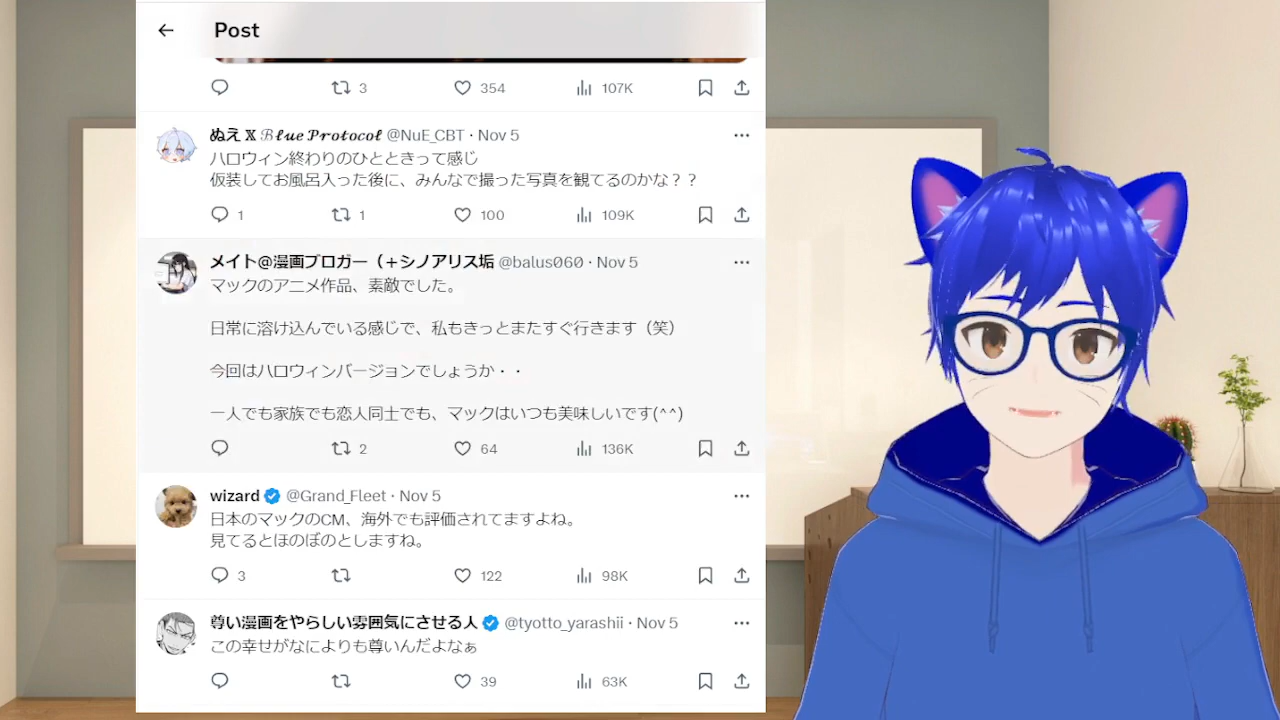 Post
3 354 107K
ぬえ 𝕏 𝓑𝓵𝓾𝓮 𝓟𝓻𝓸𝓽𝓸𝓬𝓸𝓵 @NuE_CBT · Nov 5
ハロウィン終わりのひとときって感じ
仮装してお風呂入った後に、みんなで撮った写真を観てるのかな？？
1 1 100 109K
メイト@漫画ブロガー（＋シノアリス垢 @balus060 · Nov 5
マックのアニメ作品、素敵でした。
日常に溶け込んでいる感じで、私もきっとまたすぐ行きます（笑）
今回はハロウィンバージョンでしょうか・・
一人でも家族でも恋人同士でも、マックはいつも美味しいです(^^)
2 64 136K
wizard @Grand_Fleet · Nov 5
日本のマックのCM、海外でも評価されてますよね。
見てるとほのぼのとしますね。
3 122 98K
尊い漫画をやらしい雰囲気にさせる人 @tyotto_yarashii · Nov 5
この幸せがなによりも尊いんだよなぁ
39 63K